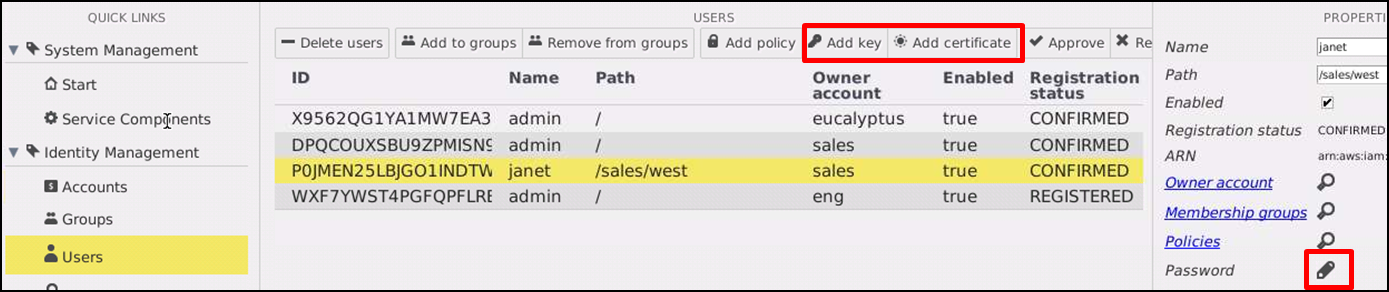 QUICK LINKS
System Management
Start
Service Components
Identity Management
Accounts
Groups
Users
USERS
Delete users Add to groups Remove from groups Add policy Add key Add certificate Approve Re
ID Name Path Owner account Enabled Registration status
X9562QG1YA1MW7EA3 admin / eucalyptus true CONFIRMED
DPQCOUXSBU9ZPMISN9 admin / sales true CONFIRMED
P0JMEN25LBJGO1INDTW janet /sales/west sales true CONFIRMED
WXF7YWST4PGFQPFLRE admin / eng true REGISTERED
PROPERTI
Name janet
Path /sales/west
Enabled
Registration status CONFIRMED
ARN arn:aws:iam:
Owner account
Membership groups
Policies
Password